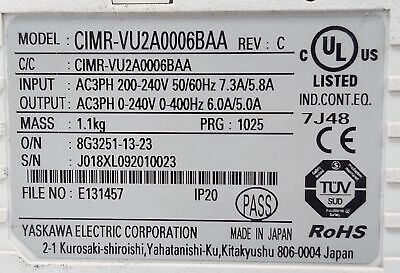 MODEL : CIMR-VU2A0006BAA REV : C
C/C : CIMR-VU2A0006BAA
INPUT : AC3PH 200-240V 50/60Hz 7.3A/5.8A
OUTPUT : AC3PH 0-240V 0-400Hz 6.0A/5.0A
MASS : 1.1kg PRG : 1025
O/N : 8G3251-13-23
S/N : J018XL092010023
FILE NO : E131457 IP20
PASS
YASKAWA ELECTRIC CORPORATION MADE IN JAPAN
2-1 Kurosaki-shiroishi,Yahatanishi-Ku,Kitakyushu 806-0004 Japan
C UL US
LISTED
IND.CONT.EQ.
7J48
CE
TÜV
SÜD
RoHS